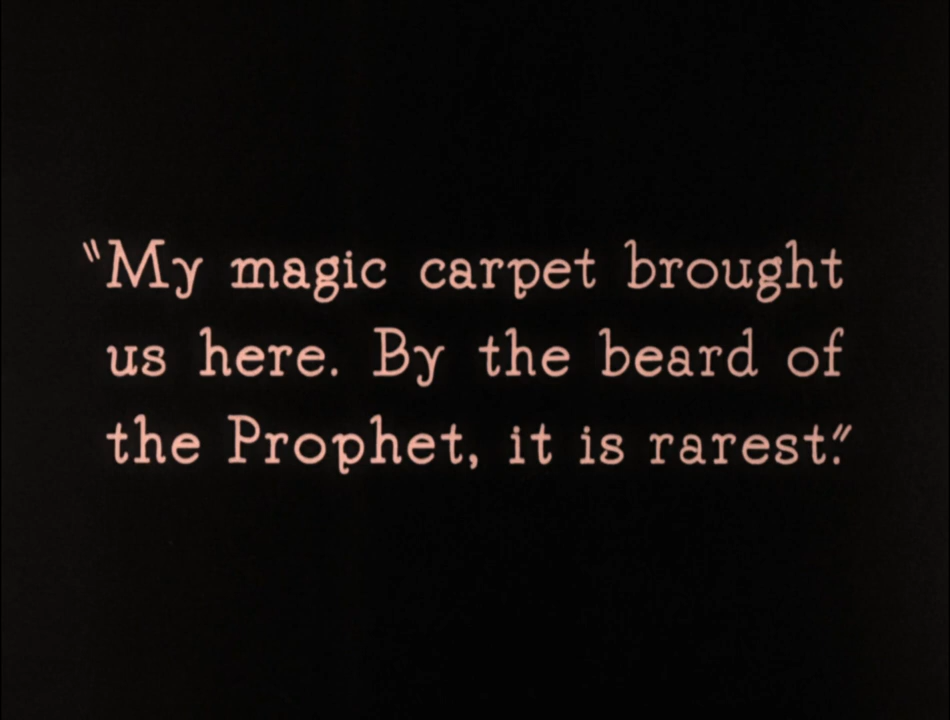 "My magic carpet brought
us here. By the beard of
the Prophet, it is rarest."